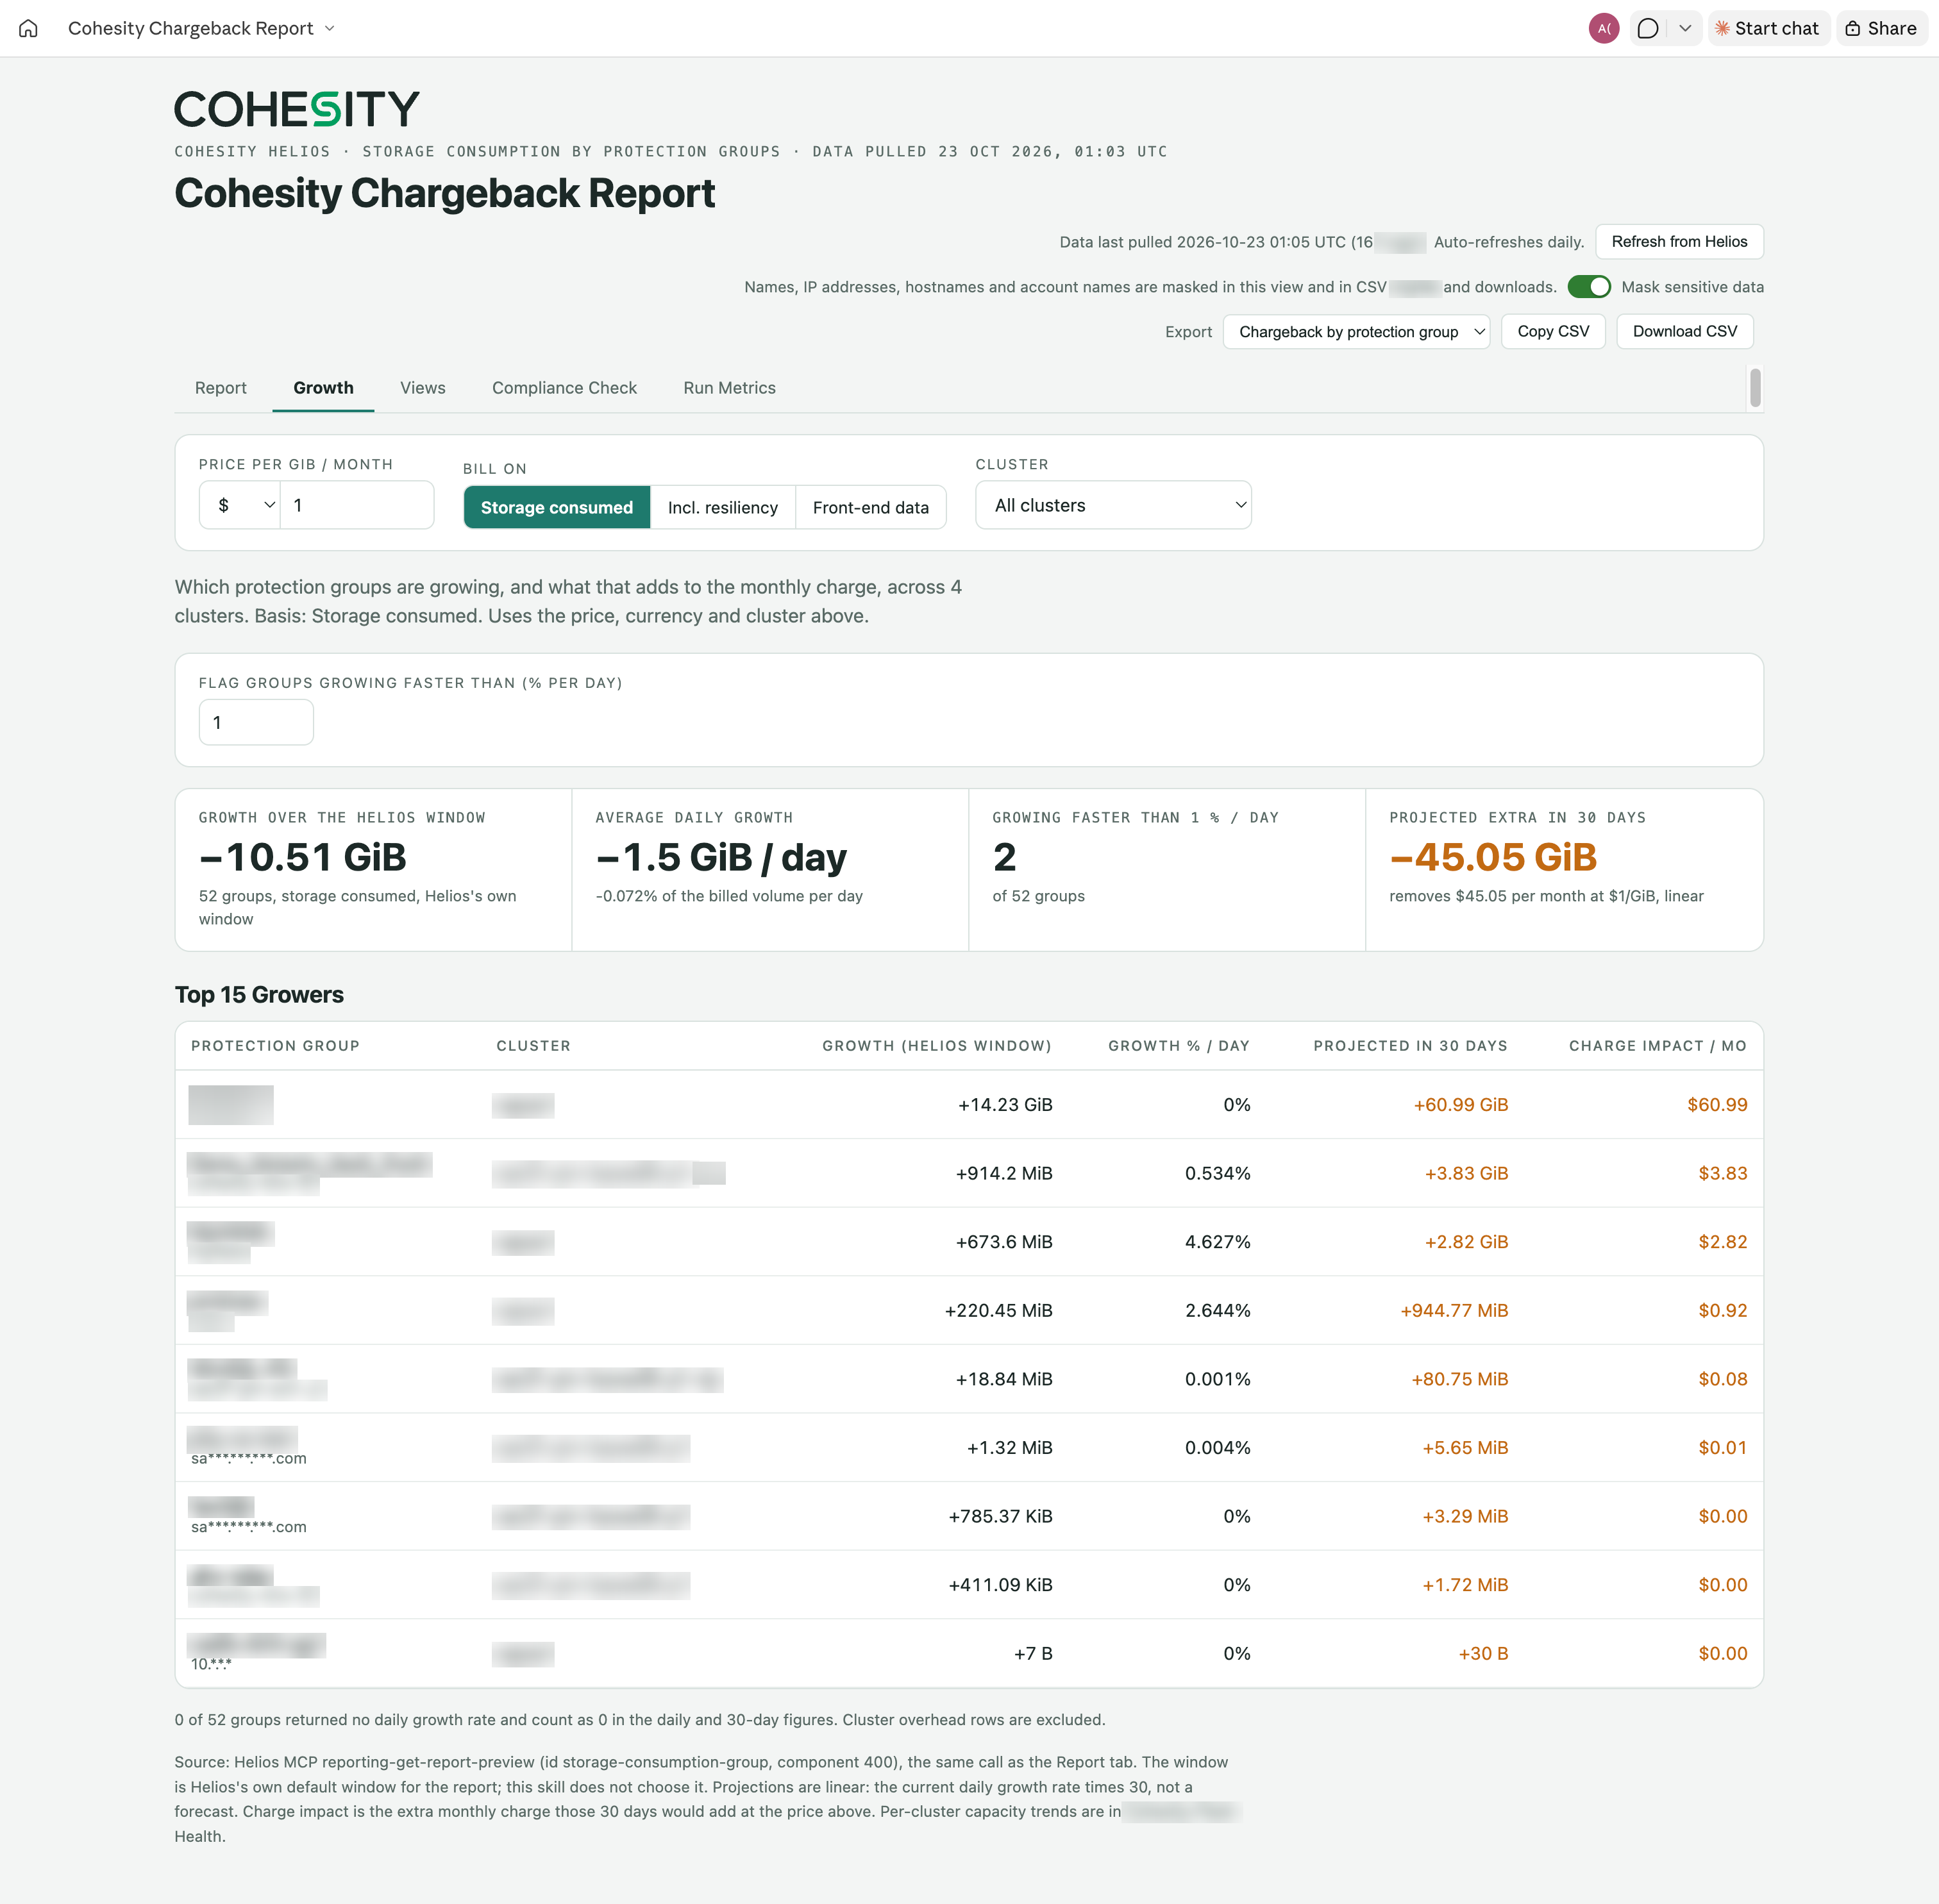 Cohesity Chargeback Report
A(
Start chat
Share
COHESITY
COHESITY HELIOS · STORAGE CONSUMPTION BY PROTECTION GROUPS · DATA PULLED 23 OCT 2026, 01:03 UTC
Cohesity Chargeback Report
Data last pulled 2026-10-23 01:05 UTC (16 Auto-refreshes daily.
Refresh from Helios
Names, IP addresses, hostnames and account names are masked in this view and in CSV and downloads.
Mask sensitive data
Export
Chargeback by protection group
Copy CSV
Download CSV
Report
Growth
Views
Compliance Check
Run Metrics
PRICE PER GIB / MONTH
$
1
BILL ON
Storage consumed
Incl. resiliency
Front-end data
CLUSTER
All clusters
Which protection groups are growing, and what that adds to the monthly charge, across 4
clusters. Basis: Storage consumed. Uses the price, currency and cluster above.
FLAG GROUPS GROWING FASTER THAN (% PER DAY)
1
GROWTH OVER THE HELIOS WINDOW
−10.51 GiB
52 groups, storage consumed, Helios's own
window
AVERAGE DAILY GROWTH
−1.5 GiB / day
-0.072% of the billed volume per day
GROWING FASTER THAN 1 % / DAY
2
of 52 groups
PROJECTED EXTRA IN 30 DAYS
−45.05 GiB
removes $45.05 per month at $1/GiB, linear
Top 15 Growers
PROTECTION GROUP CLUSTER GROWTH (HELIOS WINDOW) GROWTH % / DAY PROJECTED IN 30 DAYS CHARGE IMPACT / MO
+14.23 GiB 0% +60.99 GiB $60.99
+914.2 MiB 0.534% +3.83 GiB $3.83
+673.6 MiB 4.627% +2.82 GiB $2.82
+220.45 MiB 2.644% +944.77 MiB $0.92
+18.84 MiB 0.001% +80.75 MiB $0.08
+1.32 MiB 0.004% +5.65 MiB $0.01
sa***.***.***.com
+785.37 KiB 0% +3.29 MiB $0.00
sa***.***.***.com
+411.09 KiB 0% +1.72 MiB $0.00
+7 B 0% +30 B $0.00
10.*.*.*
0 of 52 groups returned no daily growth rate and count as 0 in the daily and 30-day figures. Cluster overhead rows are excluded.
Source: Helios MCP reporting-get-report-preview (id storage-consumption-group, component 400), the same call as the Report tab. The window
is Helios's own default window for the report; this skill does not choose it. Projections are linear: the current daily growth rate times 30, not a
forecast. Charge impact is the extra monthly charge those 30 days would add at the price above. Per-cluster capacity trends are in
Health.